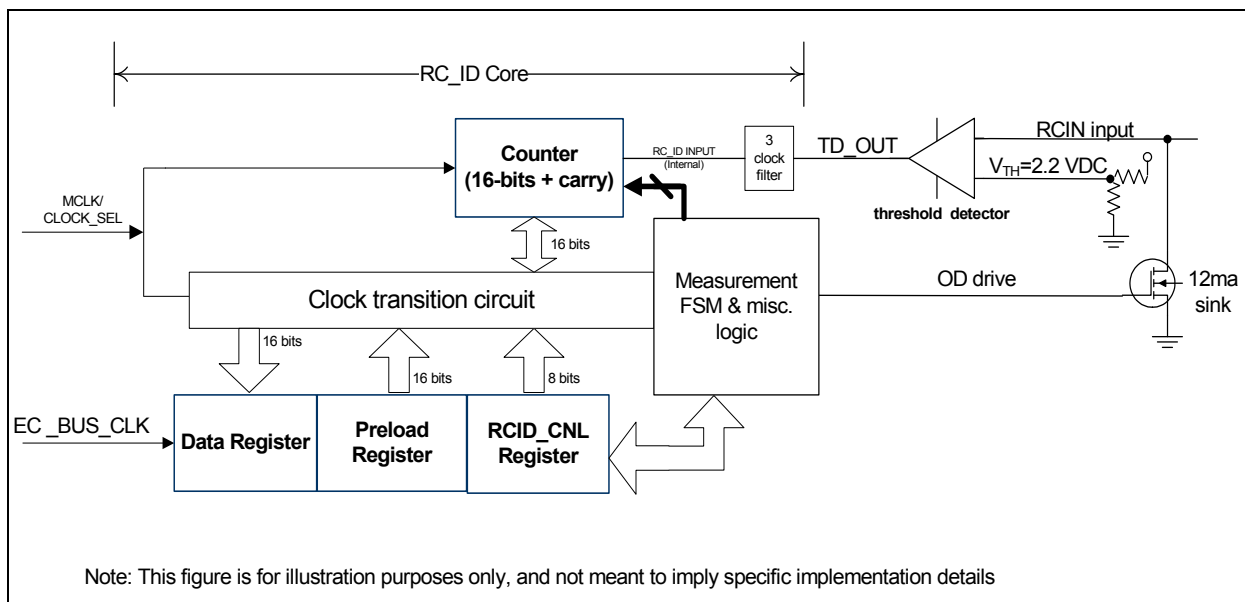 RC_ID Core
Counter
(16-bits + carry)
RC_ID INPUT
(Internal)
3
clock
filter
TD_OUT
RCIN input
VTH=2.2 VDC
threshold detector
MCLK/
CLOCK_SEL
16 bits
Clock transition circuit
Measurement
FSM & misc.
logic
OD drive
12ma
sink
16 bits
16 bits
8 bits
EC _BUS_CLK
Data Register
Preload
Register
RCID_CNL
Register
Note: This figure is for illustration purposes only, and not meant to imply specific implementation details